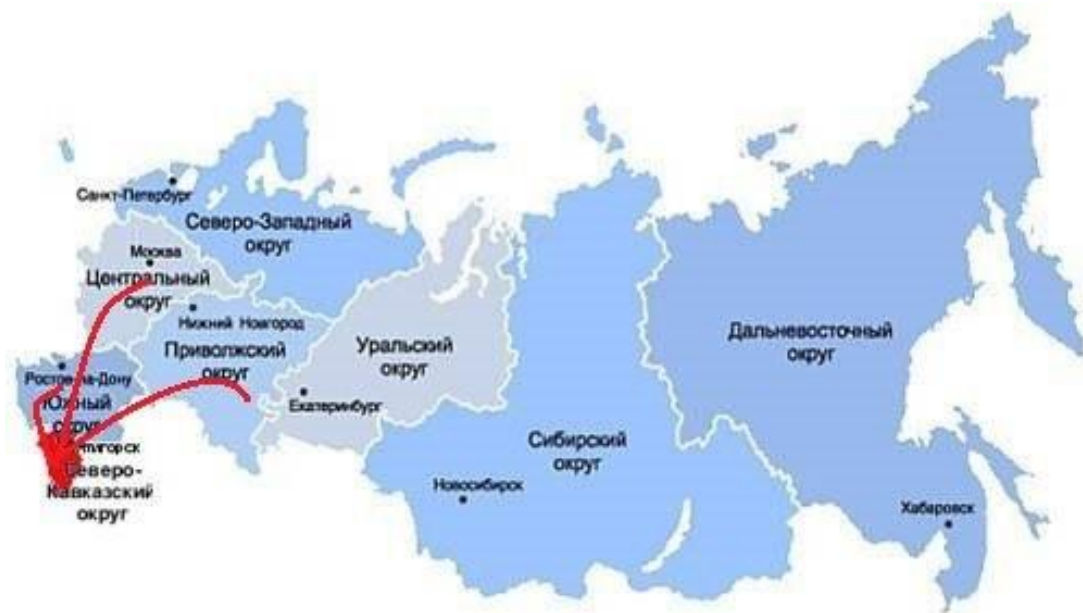 Санкт-Петербург
Северо-Западный
округ
Москва
Центральный
округ
Нижний Новгород
Приволжский
округ
Уральский
округ
Екатеринбург
Дальневосточный
округ
Ростов-на-Дону
Южный
округ
Сибирский
округ
Новосибирск
Хабаровск
Северо-
Кавказский
округ